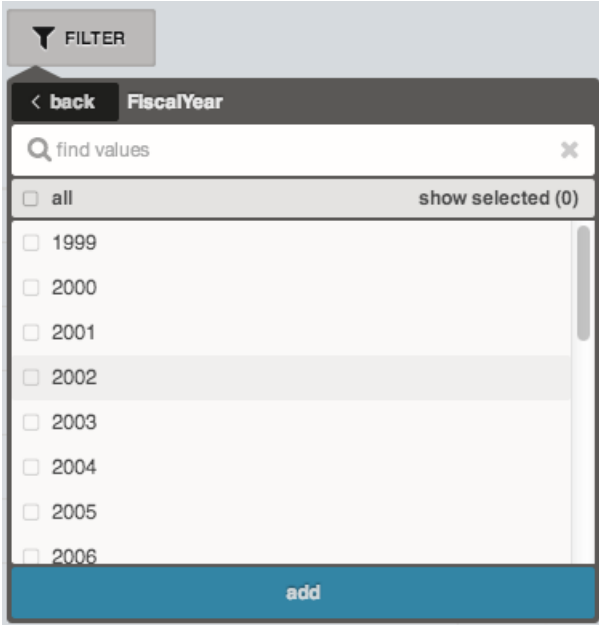 FILTER
< back FiscalYear
find values
all show selected (0)
1999
2000
2001
2002
2003
2004
2005
2006
add